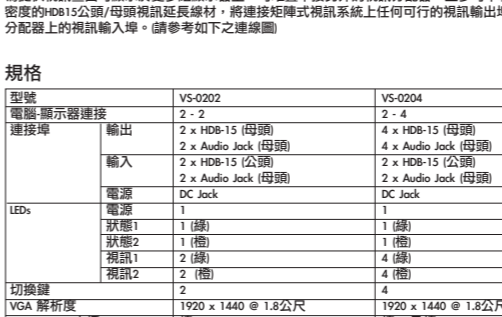 密度的HDB15公頭/母頭視訊延長線材，將連接矩陣式視訊系統上任何可行的視訊輸出埠
分配器上的視訊輸入埠。(請參考如下之連線圖)
規格
型號 VS-0202 VS-0204
電腦-顯示器連接 2 - 2 2 - 4
連接埠 輸出 2 x HDB-15 (母頭) 4 x HDB-15 (母頭)
2 x Audio Jack (母頭) 4 x Audio Jack (母頭)
輸入 2 x HDB-15 (公頭) 2 x HDB-15 (公頭)
2 x Audio Jack (母頭) 2 x Audio Jack (母頭)
電源 DC Jack DC Jack
LEDs 電源 1 1
狀態1 1 (綠) 1 (綠)
狀態2 1 (橙) 1 (橙)
視訊1 2 (綠) 4 (綠)
視訊2 2 (橙) 4 (橙)
切換鍵 2 4
VGA 解析度 1920 x 1440 @ 1.8公尺 1920 x 1440 @ 1.8公尺